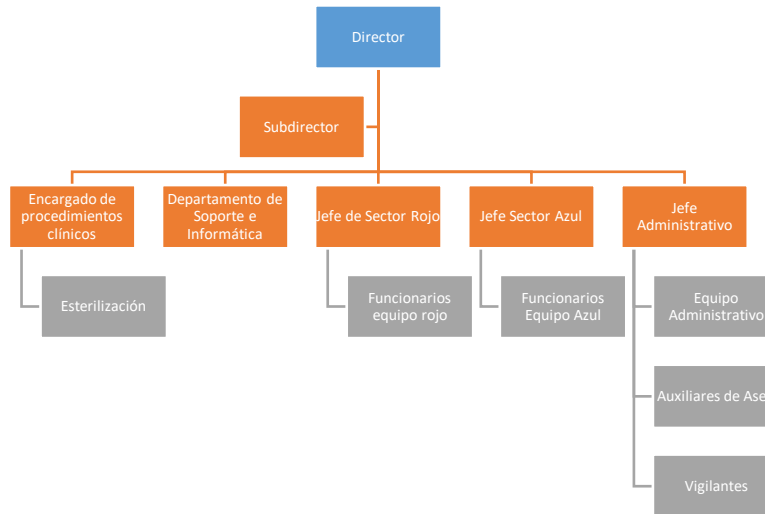 Director
Subdirector
Encargado de
procedimientos
clínicos
Departamento de
Soporte e
Informática
Jefe de Sector Rojo
Jefe Sector Azul
Jefe
Administrativo
Esterilización
Funcionarios
equipo rojo
Funcionarios
Equipo Azul
Equipo
Administrativo
Auxiliares de Ase
Vigilantes